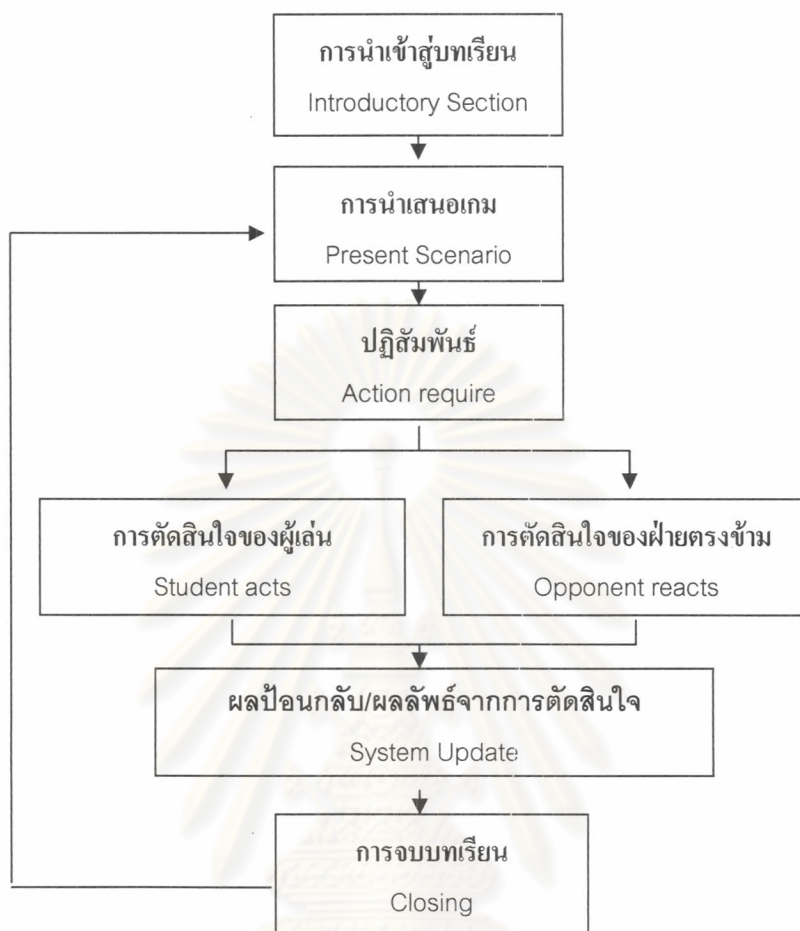 การนำเข้าสู่บทเรียน
Introductory Section
การนำเสนอเกม
Present Scenario
ปฏิสัมพันธ์
Action require
การตัดสินใจของผู้เล่น
Student acts
การตัดสินใจของฝ่ายตรงข้าม
Opponent reacts
ผลป้อนกลับ/ผลลัพธ์จากการตัดสินใจ
System Update
การจบบทเรียน
Closing